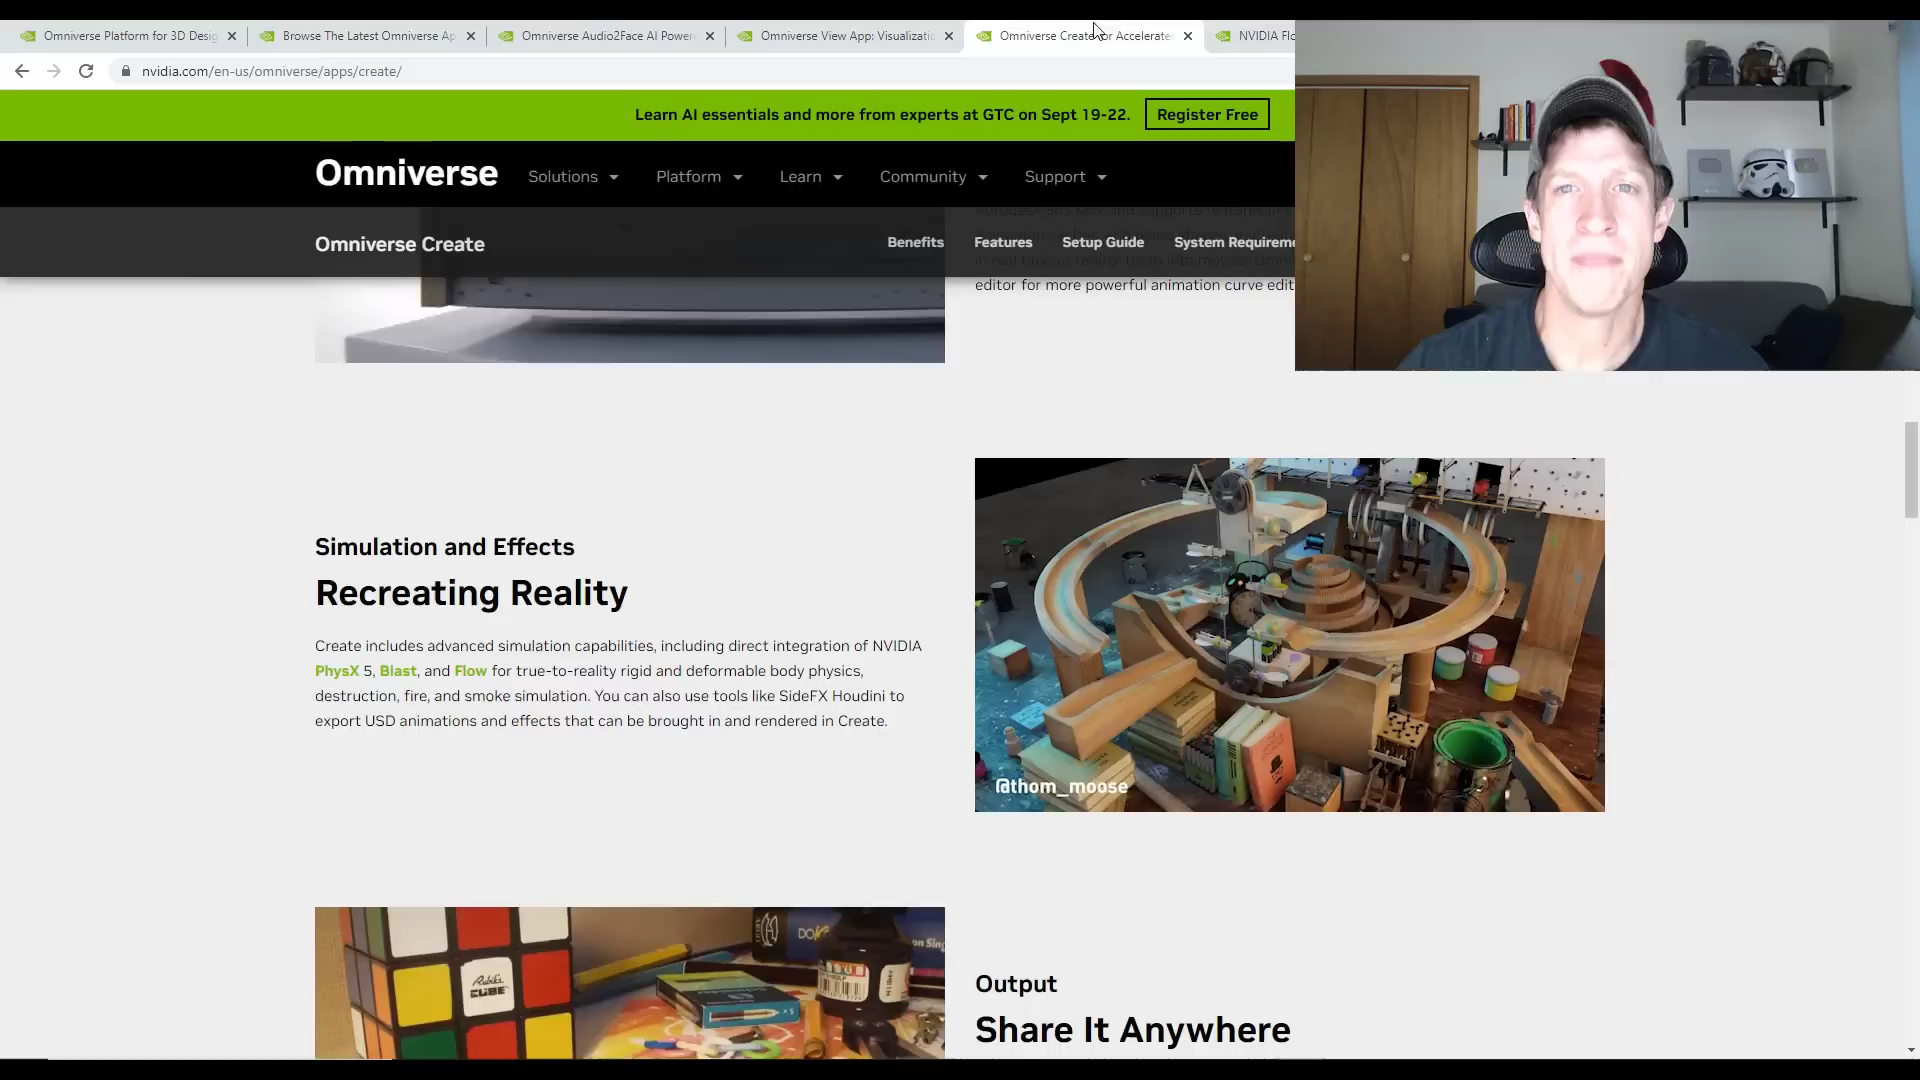 Omniverse Platform for 3D Desig
Browse The Latest Omniverse Ap
Omniverse Audio2Face AI Power
Omniverse View App: Visualizatio
Omniverse Create for Accelerate
NVIDIA Flo
nvidia.com/en-us/omniverse/apps/create/
Learn AI essentials and more from experts at GTC on Sept 19-22.
Register Free
Omniverse
Solutions
Platform
Learn
Community
Support
Omniverse Create
Benefits
Features
Setup Guide
System Requireme
editor for more powerful animation curve edit
Simulation and Effects
Recreating Reality
Create includes advanced simulation capabilities, including direct integration of NVIDIA
PhysX 5, Blast, and Flow for true-to-reality rigid and deformable body physics,
destruction, fire, and smoke simulation. You can also use tools like SideFX Houdini to
export USD animations and effects that can be brought in and rendered in Create.
@thom_moose
Rubik's
CUBE
Output
Share It Anywhere